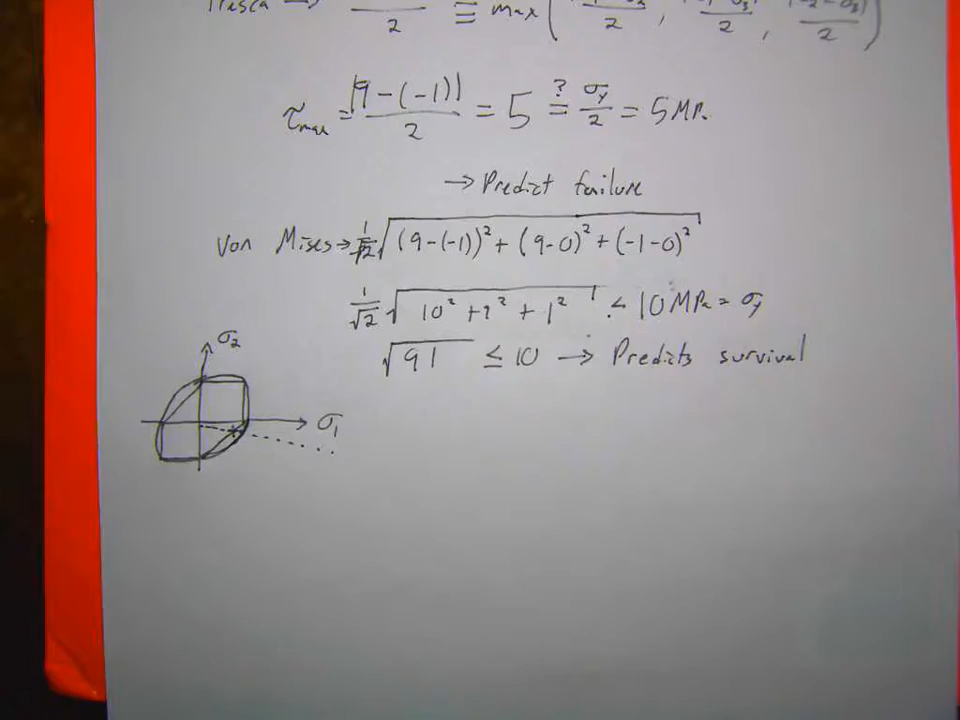 → /2 ≡ max( /2 , /2 , /2 )
τmax = |9-(-1)|/2 = 5 ?= σy/2 = 5 MPa
→ Predict failure
Von Mises → 1/√2 √(9-(-1))² + (9-0)² + (-1-0)²
1/√2 √10² + 9² + 1² ≤ 10 MPa = σy
√91 ≤ 10 → Predicts survival
σ2
σ1